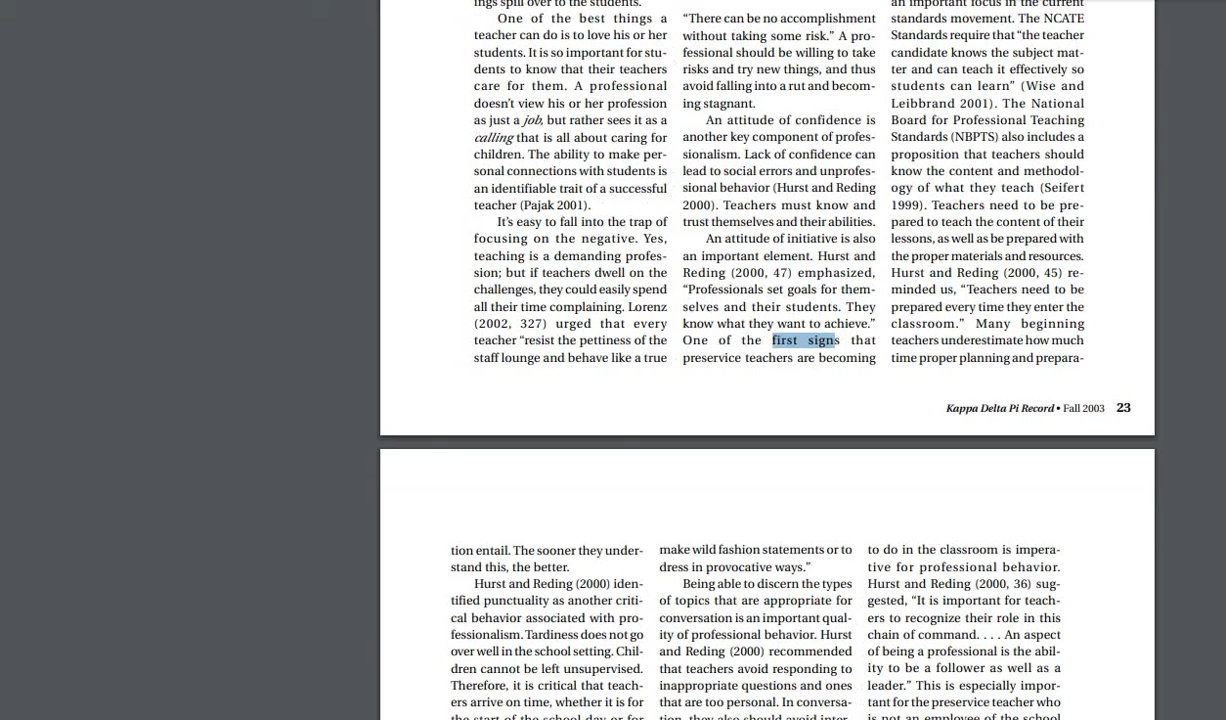 ings spill over to the students.
One of the best things a
teacher can do is to love his or her
students. It is so important for stu-
dents to know that their teachers
care for them. A professional
doesn't view his or her profession
as just a job, but rather sees it as a
calling that is all about caring for
children. The ability to make per-
sonal connections with students is
an identifiable trait of a successful
teacher (Pajak 2001).
It's easy to fall into the trap of
focusing on the negative. Yes,
teaching is a demanding profes-
sion; but if teachers dwell on the
challenges, they could easily spend
all their time complaining. Lorenz
(2002, 327) urged that every
teacher "resist the pettiness of the
staff lounge and behave like a true
"There can be no accomplishment
without taking some risk." A pro-
fessional should be willing to take
risks and try new things, and thus
avoid falling into a rut and becom-
ing stagnant.
An attitude of confidence is
another key component of profes-
sionalism. Lack of confidence can
lead to social errors and unprofes-
sional behavior (Hurst and Reding
2000). Teachers must know and
trust themselves and their abilities.
An attitude of initiative is also
an important element. Hurst and
Reding (2000, 47) emphasized,
"Professionals set goals for them-
selves and their students. They
know what they want to achieve."
One of the first signs that
preservice teachers are becoming
an important focus in the current
standards movement. The NCATE
Standards require that "the teacher
candidate knows the subject mat-
ter and can teach it effectively so
students can learn" (Wise and
Leibbrand 2001). The National
Board for Professional Teaching
Standards (NBPTS) also includes a
proposition that teachers should
know the content and methodol-
ogy of what they teach (Seifert
1999). Teachers need to be pre-
pared to teach the content of their
lessons, as well as be prepared with
the proper materials and resources.
Hurst and Reding (2000, 45) re-
minded us, "Teachers need to be
prepared every time they enter the
classroom." Many beginning
teachers underestimate how much
time proper planning and prepara-
Kappa Delta Pi Record • Fall 2003 23
tion entail. The sooner they under-
stand this, the better.
Hurst and Reding (2000) iden-
tified punctuality as another criti-
cal behavior associated with pro-
fessionalism. Tardiness does not go
over well in the school setting. Chil-
dren cannot be left unsupervised.
Therefore, it is critical that teach-
ers arrive on time, whether it is for
the start of the school day or for
make wild fashion statements or to
dress in provocative ways."
Being able to discern the types
of topics that are appropriate for
conversation is an important qual-
ity of professional behavior. Hurst
and Reding (2000) recommended
that teachers avoid responding to
inappropriate questions and ones
that are too personal. In conversa-
tion, they also should avoid inter-
to do in the classroom is impera-
tive for professional behavior.
Hurst and Reding (2000, 36) sug-
gested, "It is important for teach-
ers to recognize their role in this
chain of command. . . . An aspect
of being a professional is the abil-
ity to be a follower as well as a
leader." This is especially impor-
tant for the preservice teacher who
is not an employee of the school